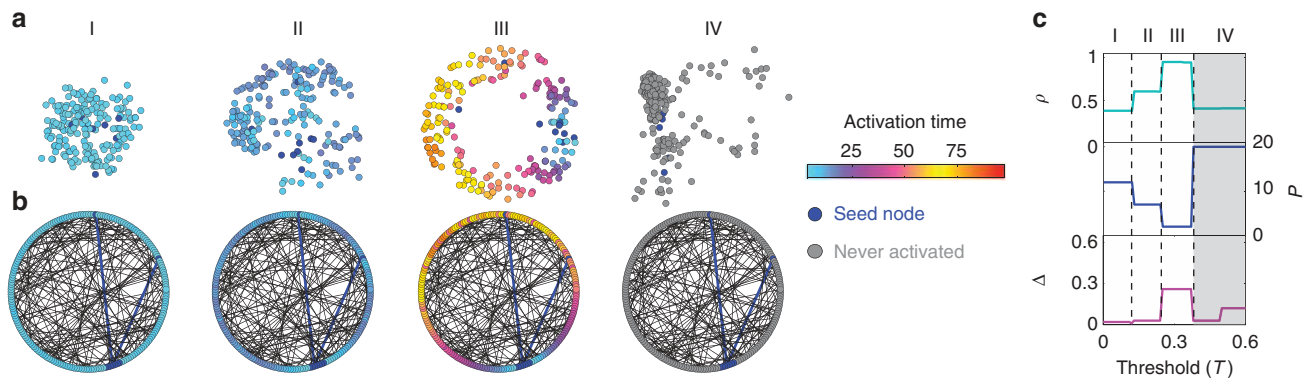 a
I
II
III
IV
Activation time
25
50
75
Seed node
Never activated
b
c
I
II
III
IV
1
0.5
0
ρ
20
10
0
P
0.6
0.3
0
Δ
0
0.3
0.6
Threshold (T)